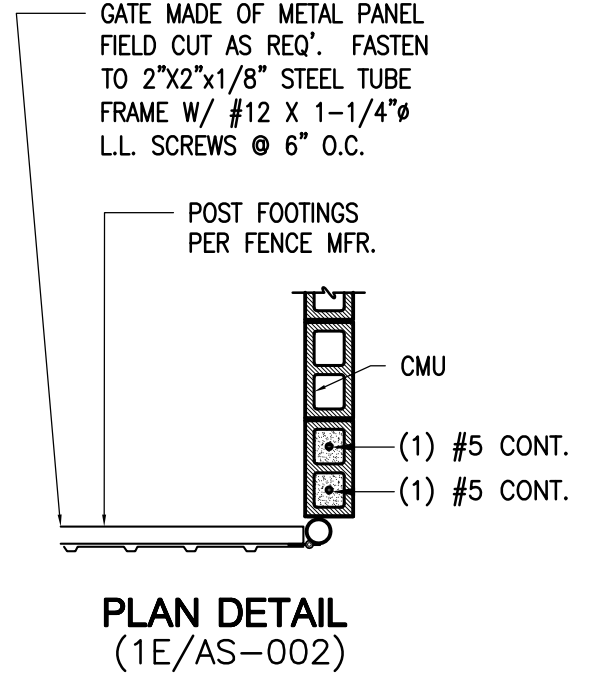 GATE MADE OF METAL PANEL
FIELD CUT AS REQ'. FASTEN
TO 2"X2"x1/8" STEEL TUBE
FRAME W/ #12 X 1-1/4"ø
L.L. SCREWS @ 6" O.C.
POST FOOTINGS
PER FENCE MFR.
CMU
(1) #5 CONT.
(1) #5 CONT.
PLAN DETAIL
(1E/AS-002)